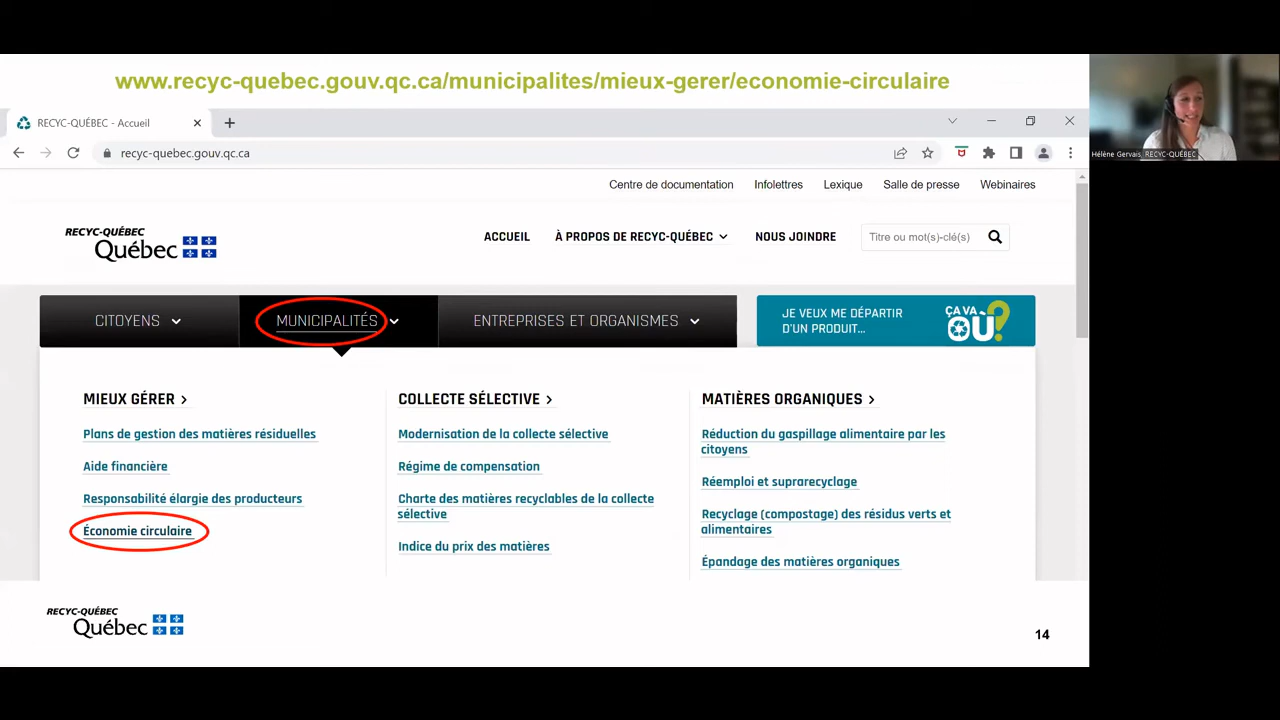 www.recyc-quebec.gouv.qc.ca/municipalites/mieux-gerer/economie-circulaire
RECYC-QUÉBEC - Accueil
recyc-quebec.gouv.qc.ca
Hélène Gervais, RECYC-QUÉBEC
Centre de documentation Infolettres Lexique Salle de presse Webinaires
RECYC-QUÉBEC
Québec
ACCUEIL À PROPOS DE RECYC-QUÉBEC NOUS JOINDRE Titre ou mot(s)-clé(s)
CITOYENS MUNICIPALITÉS ENTREPRISES ET ORGANISMES
JE VEUX ME DÉPARTIR
D'UN PRODUIT...
ÇA VA
OÙ?
MIEUX GÉRER >
Plans de gestion des matières résiduelles
Aide financière
Responsabilité élargie des producteurs
Économie circulaire
COLLECTE SÉLECTIVE >
Modernisation de la collecte sélective
Régime de compensation
Charte des matières recyclables de la collecte
sélective
Indice du prix des matières
MATIÈRES ORGANIQUES >
Réduction du gaspillage alimentaire par les
citoyens
Réemploi et suprarecyclage
Recyclage (compostage) des résidus verts et
alimentaires
Épandage des matières organiques
RECYC-QUÉBEC
Québec
14